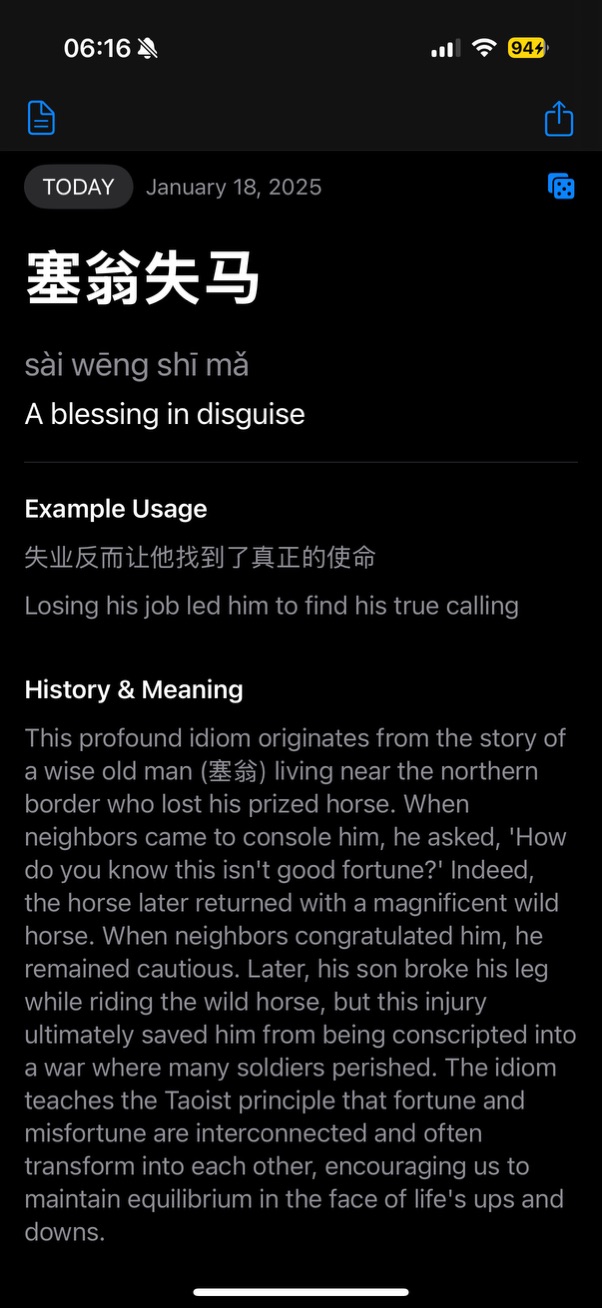 06:16
94
TODAY January 18, 2025
塞翁失马
sài wēng shī mǎ
A blessing in disguise
Example Usage
失业反而让他找到了真正的使命
Losing his job led him to find his true calling
History & Meaning
This profound idiom originates from the story of
a wise old man (塞翁) living near the northern
border who lost his prized horse. When
neighbors came to console him, he asked, 'How
do you know this isn't good fortune?' Indeed,
the horse later returned with a magnificent wild
horse. When neighbors congratulated him, he
remained cautious. Later, his son broke his leg
while riding the wild horse, but this injury
ultimately saved him from being conscripted into
a war where many soldiers perished. The idiom
teaches the Taoist principle that fortune and
misfortune are interconnected and often
transform into each other, encouraging us to
maintain equilibrium in the face of life's ups and
downs.